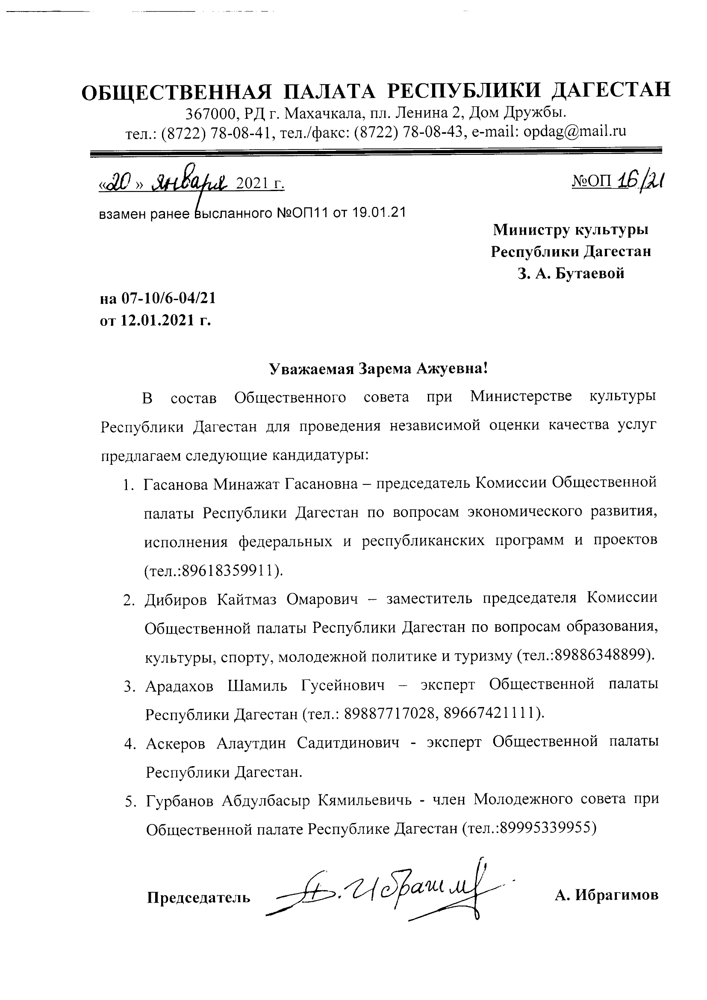 ОБЩЕСТВЕННАЯ ПАЛАТА РЕСПУБЛИКИ ДАГЕСТАН
367000, РД г. Махачкала, пл. Ленина 2, Дом Дружбы.
тел.: (8722) 78-08-41, тел./факс: (8722) 78-08-43, e-mail: opdag@mail.ru
«20» января 2021 г.
№ОП 16/21
взамен ранее высланного №ОП11 от 19.01.21
Министру культуры
Республики Дагестан
З. А. Бутаевой
на 07-10/6-04/21
от 12.01.2021 г.
Уважаемая Зарема Ажуевна!
В состав Общественного совета при Министерстве культуры
Республики Дагестан для проведения независимой оценки качества услуг
предлагаем следующие кандидатуры:
1. Гасанова Минажат Гасановна – председатель Комиссии Общественной
палаты Республики Дагестан по вопросам экономического развития,
исполнения федеральных и республиканских программ и проектов
(тел.:89618359911).
2. Дибиров Кайтмаз Омарович – заместитель председателя Комиссии
Общественной палаты Республики Дагестан по вопросам образования,
культуры, спорту, молодежной политике и туризму (тел.:89886348899).
3. Арадахов Шамиль Гусейнович – эксперт Общественной палаты
Республики Дагестан (тел.: 89887717028, 89667421111).
4. Аскеров Алаутдин Садитдинович - эксперт Общественной палаты
Республики Дагестан.
5. Гурбанов Абдулбасыр Кямильевичь - член Молодежного совета при
Общественной палате Республике Дагестан (тел.:89995339955)
Председатель
А. Ибрагимов